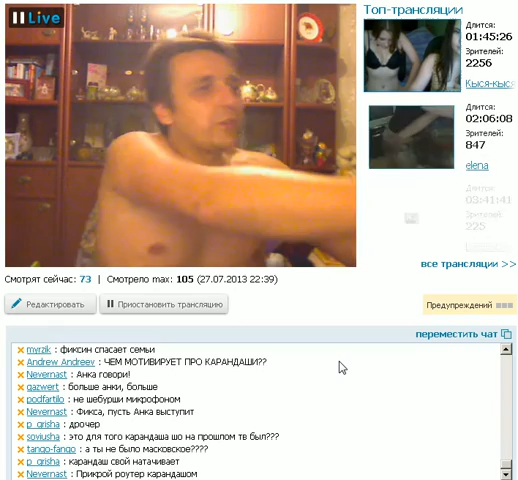 Live
Топ-трансляции
Длится:
01:45:26
Зрителей:
2256
Кыся-кысь
Длится:
02:06:08
Зрителей:
847
elena
Длится:
03:41:41
Зрителей:
225
все трансляции >>
Смотрят сейчас: 73 | Смотрело max: 105 (27.07.2013 22:39)
Редактировать
Приостановить трансляцию
Предупреждений
переместить чат
myrzik : фиксин спасает семьи
Andrew_Andreev : ЧЕМ МОТИВИРУЕТ ПРО КАРАНДАШИ??
Nevernast : Анка говори!
gazwert : больше анки, больше
podfartilo : не шебурши микрофоном
Nevernast : Фикса, пусть Анка выступит
p_grisha : дрочер
soviusha : это для того карандаша шо на прошлом тв был???
tango-fango : а ты не было масковское????
p_grisha : карандаш свой натачивает
Nevernast : Прикрой роутер карандашом